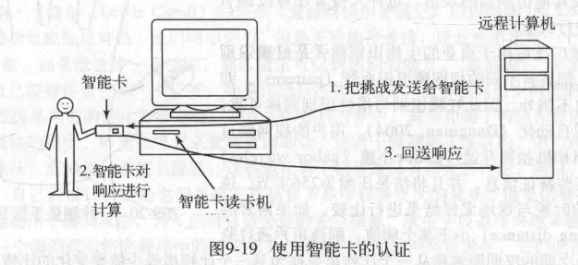 远程计算机
智能卡
1.把挑战发送给智能卡
2.智能卡对
响应进行
计算
3.回送响应
智能卡读卡机
图9-19 使用智能卡的认证